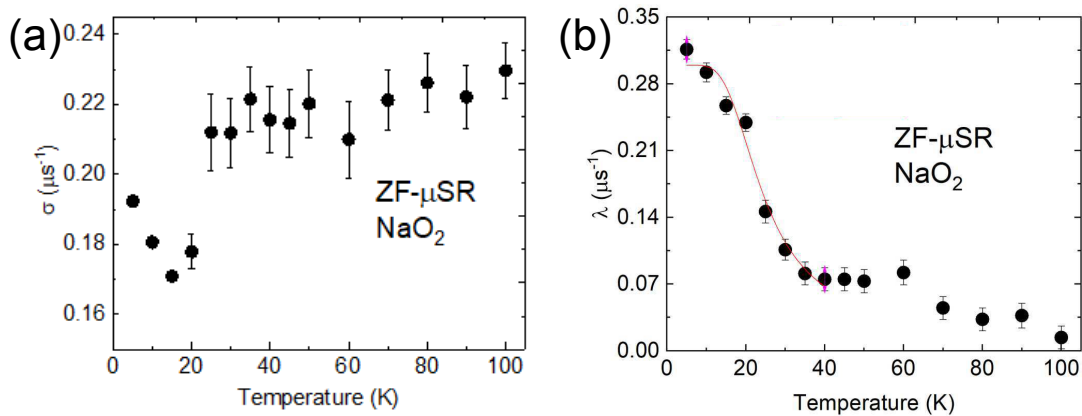 (a)
0.24
0.22
0.20
0.18
0.16
σ (μs⁻¹)
ZF-μSR
NaO₂
0
20
40
60
80
100
Temperature (K)
(b)
0.35
0.28
0.21
0.14
0.07
0.00
λ (μs⁻¹)
ZF-μSR
NaO₂
0
20
40
60
80
100
Temperature (K)